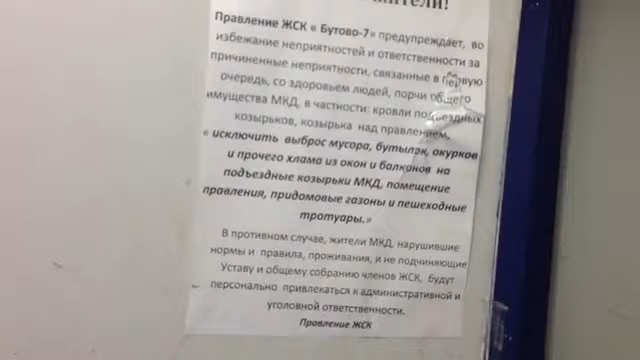 Правление ЖСК « Бутово-7» предупреждает, во
избежание неприятностей и ответственности за
причиненные неприятности, связанные в первую
очередь, со здоровьем людей, порчи общего
имущества МКД, в частности: кровли подъездных
козырьков, козырька над правлением,
« исключить выброс мусора, бутылок, окурков
и прочего хлама из окон и балконов на
подъездные козырьки МКД, помещение
правления, придомовые газоны и пешеходные
тротуары.»
В противном случае, жители МКД, нарушившие
нормы и правила, проживания, и не подчиняющие
Уставу и общему собранию членов ЖСК, будут
персонально привлекаться к административной и
уголовной ответственности.
Правление ЖСК